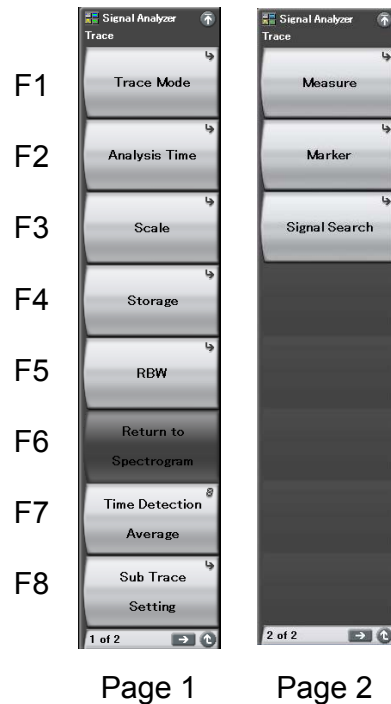 Signal Analyzer
Trace
F1
Trace Mode
F2
Analysis Time
F3
Scale
F4
Storage
F5
RBW
F6
Return to
Spectrogram
F7
Time Detection
Average
F8
Sub Trace
Setting
1 of 2
Page 1
Signal Analyzer
Trace
Measure
Marker
Signal Search
2 of 2
Page 2